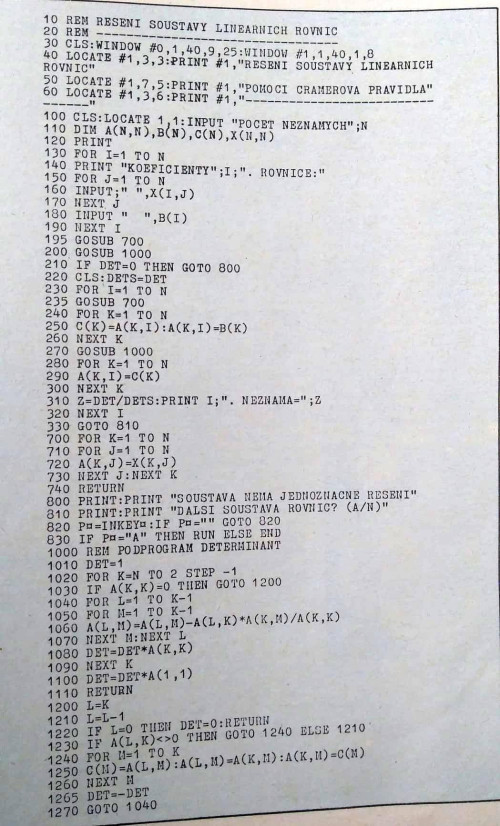 10 REM RESENI SOUSTAVY LINEARNICH ROVNIC
20 REM ----------------------------------
30 CLS:WINDOW #0,1,40,9,25:WINDOW #1,1,40,1,8
40 LOCATE #1,3,3:PRINT #1,"RESENI SOUSTAVY LINEARNICH
ROVNIC"
50 LOCATE #1,7,5:PRINT #1,"POMOCI CRAMEROVA PRAVIDLA"
60 LOCATE #1,3,6:PRINT #1,"---------------------------
------"
100 CLS:LOCATE 1,1:INPUT "POCET NEZNAMYCH";N
110 DIM A(N,N),B(N),C(N),X(N,N)
120 PRINT
130 FOR I=1 TO N
140 PRINT "KOEFICIENTY";I;". ROVNICE:"
150 FOR J=1 TO N
160 INPUT;" ",X(I,J)
170 NEXT J
180 INPUT "  ",B(I)
190 NEXT I
195 GOSUB 700
200 GOSUB 1000
210 IF DET=0 THEN GOTO 800
220 CLS:DETS=DET
230 FOR I=1 TO N
235 GOSUB 700
240 FOR K=1 TO N
250 C(K)=A(K,I):A(K,I)=B(K)
260 NEXT K
270 GOSUB 1000
280 FOR K=1 TO N
290 A(K,I)=C(K)
300 NEXT K
310 Z=DET/DETS:PRINT I;". NEZNAMA=";Z
320 NEXT I
330 GOTO 810
700 FOR K=1 TO N
710 FOR J=1 TO N
720 A(K,J)=X(K,J)
730 NEXT J:NEXT K
740 RETURN
800 PRINT:PRINT "SOUSTAVA NEMA JEDNOZNACNE RESENI"
810 PRINT:PRINT "DALSI SOUSTAVA ROVNIC? (A/N)"
820 P¤=INKEY¤:IF P¤="" GOTO 820
830 IF P¤="A" THEN RUN ELSE END
1000 REM PODPROGRAM DETERMINANT
1010 DET=1
1020 FOR K=N TO 2 STEP -1
1030 IF A(K,K)=0 THEN GOTO 1200
1040 FOR L=1 TO K-1
1050 FOR M=1 TO K-1
1060 A(L,M)=A(L,M)-A(L,K)*A(K,M)/A(K,K)
1070 NEXT M:NEXT L
1080 DET=DET*A(K,K)
1090 NEXT K
1100 DET=DET*A(1,1)
1110 RETURN
1200 L=K
1210 L=L-1
1220 IF L=0 THEN DET=0:RETURN
1230 IF A(L,K)<>0 THEN GOTO 1240 ELSE 1210
1240 FOR M=1 TO K
1250 C(M)=A(L,M):A(L,M)=A(K,M):A(K,M)=C(M)
1260 NEXT M
1265 DET=-DET
1270 GOTO 1040